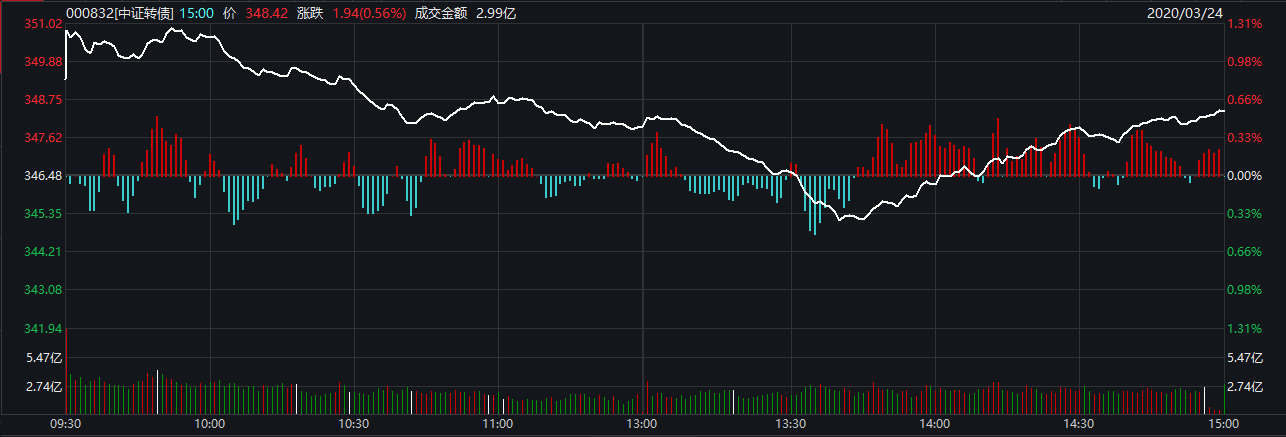 000832[中证转债] 15:00 价 348.42 涨跌 1.94(0.56%) 成交金额 2.99亿 2020/03/24
351.02 1.31%
349.88 0.98%
348.75 0.66%
347.62 0.33%
346.48 0.00%
345.35 0.33%
344.21 0.66%
343.08 0.98%
341.94 1.31%
5.47亿 5.47亿
2.74亿 2.74亿
09:30 10:00 10:30 11:00 13:00 13:30 14:00 14:30 15:00